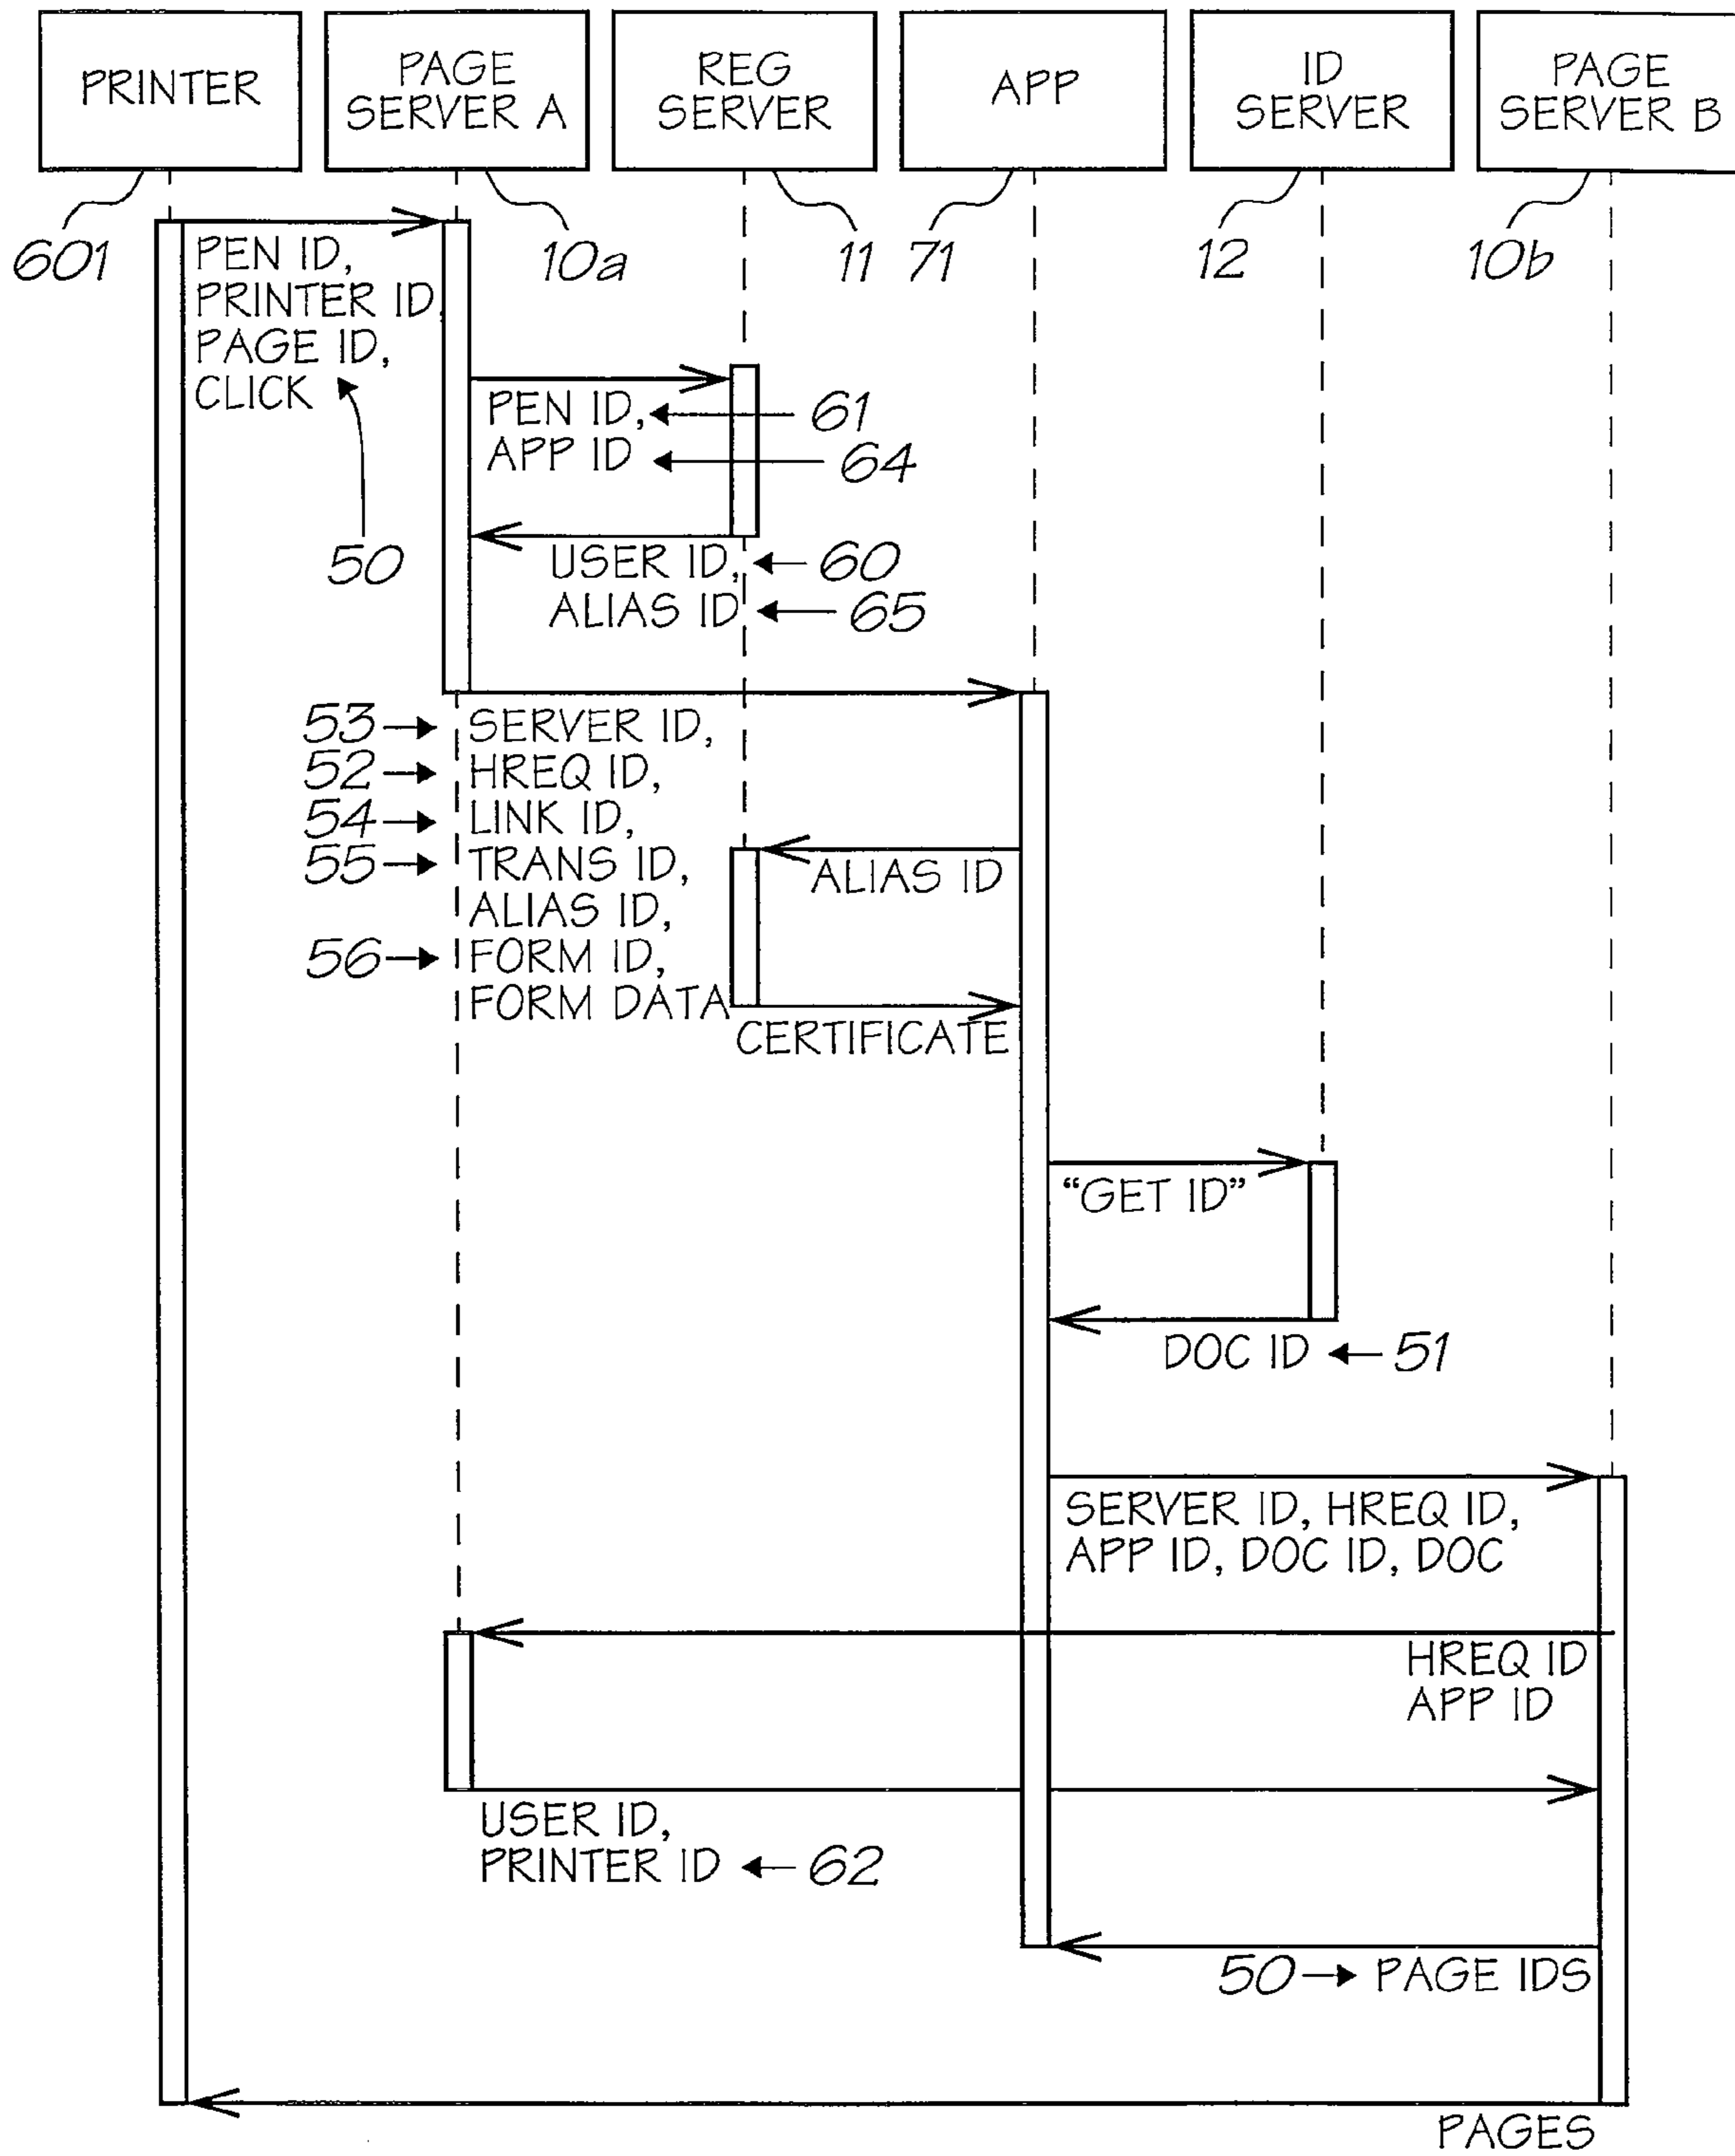 PRINTER
PAGE
SERVER A
REG
SERVER
APP
ID
SERVER
PAGE
SERVER B
601
10a
11
71
12
10b
PEN ID,
PRINTER ID
PAGE ID,
CLICK
50
PEN ID,
61
APP ID
64
USER ID,
60
ALIAS ID
65
53
SERVER ID,
52
HREQ ID,
54
LINK ID,
55
TRANS ID,
ALIAS ID,
56
FORM ID,
FORM DATA
ALIAS ID
CERTIFICATE
“GET ID”
DOC ID
51
SERVER ID, HREQ ID,
APP ID, DOC ID, DOC
HREQ ID
APP ID
USER ID,
PRINTER ID
62
50
PAGE IDS
PAGES